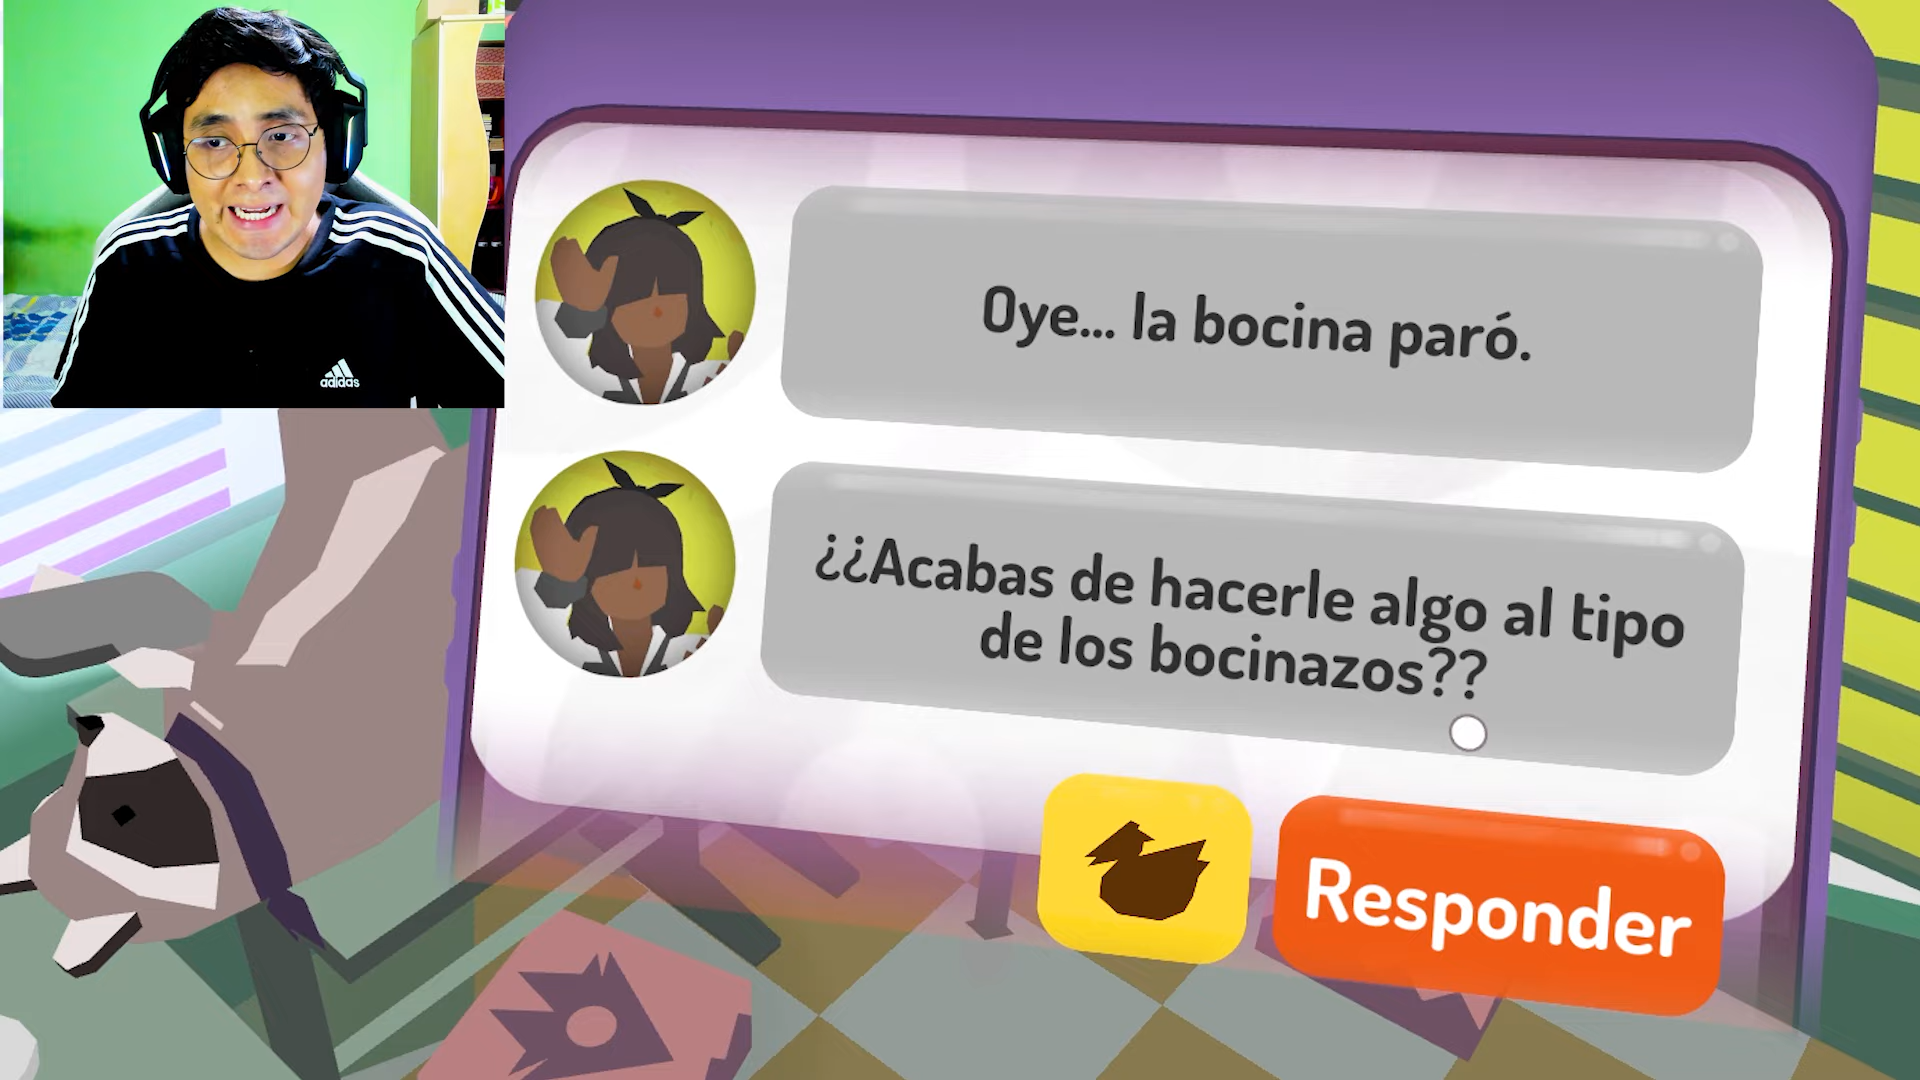 adidas
Oye... la bocina paró.
¿¿Acabas de hacerle algo al tipo
de los bocinazos??
Responder